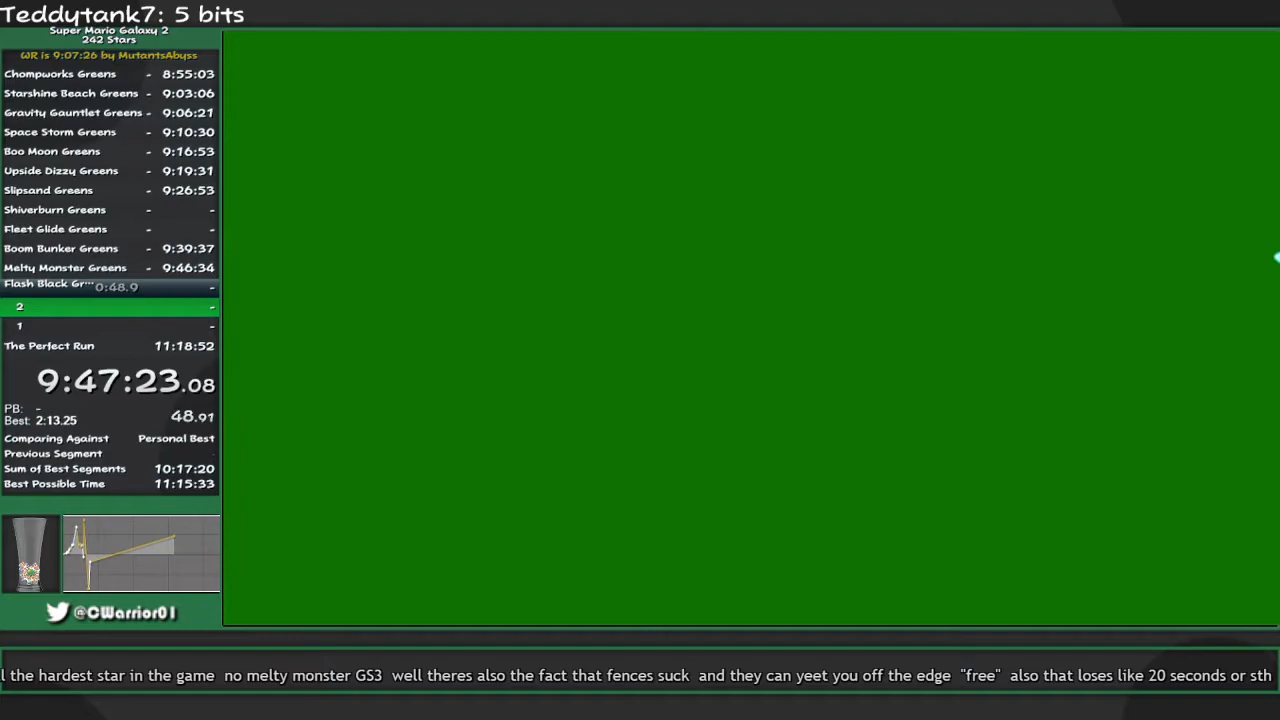 Teddytank7: 5 bits
Super Mario Galaxy 2
242 Stars
WR is 9:07:26 by MutantsAbyss
Chompworks Greens - 8:55:03
Starshine Beach Greens - 9:03:06
Gravity Gauntlet Greens - 9:06:21
Space Storm Greens - 9:10:30
Boo Moon Greens - 9:16:53
Upside Dizzy Greens - 9:19:31
Slipsand Greens - 9:26:53
Shiverburn Greens - -
Fleet Glide Greens - -
Boom Bunker Greens - 9:39:37
Melty Monster Greens - 9:46:34
Flash Black Gr... 0:48.9 -
2 -
1 -
The Perfect Run 11:18:52
9:47:23.08
PB: -
Best: 2:13.25 48.91
Comparing Against Personal Best
Previous Segment -
Sum of Best Segments 10:17:20
Best Possible Time 11:15:33
@CWarrior01
l the hardest star in the game no melty monster GS3 well theres also the fact that fences suck and they can yeet you off the edge "free" also that loses like 20 seconds or sth